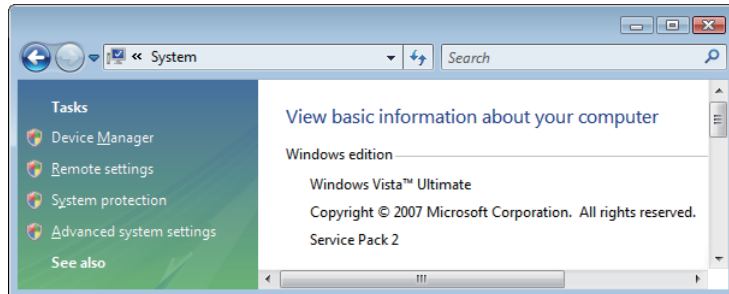 « System
Search
Tasks
Device Manager
Remote settings
System protection
Advanced system settings
See also
View basic information about your computer
Windows edition
Windows Vista™ Ultimate
Copyright © 2007 Microsoft Corporation. All rights reserved.
Service Pack 2